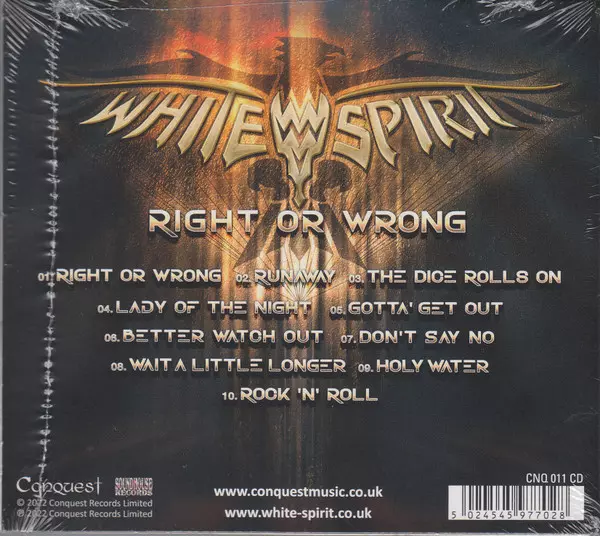 WHITE SPIRIT
RIGHT OR WRONG
01. RIGHT OR WRONG 02. RUNAWAY 03. THE DICE ROLLS ON
04. LADY OF THE NIGHT 05. GOTTA' GET OUT
06. BETTER WATCH OUT 07. DON'T SAY NO
08. WAIT A LITTLE LONGER 09. HOLY WATER
10. ROCK 'N' ROLL
Conquest
SOUNDHOUSE
RECORDS
© 2022 Conquest Records Limited
℗ 2022 Conquest Records Limited
www.conquestmusic.co.uk
www.white-spirit.co.uk
CNQ 011 CD
5 024545 977028